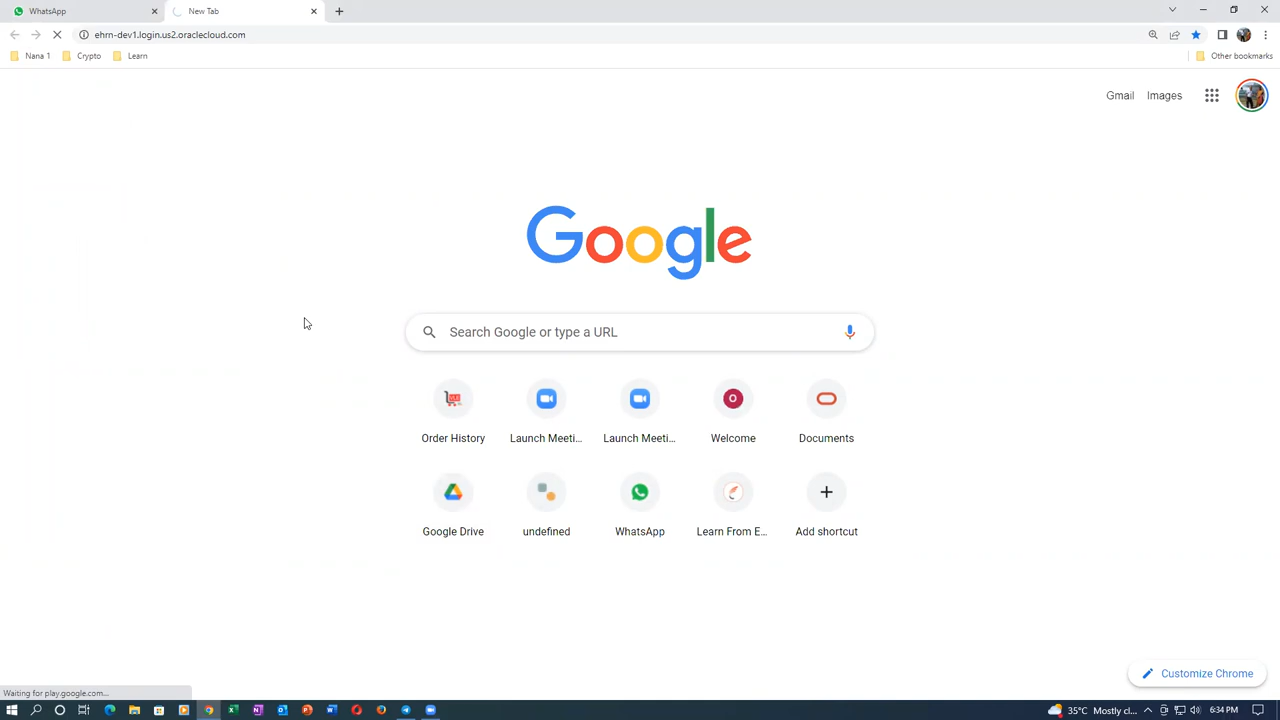 WhatsApp
New Tab
ehrn-dev1.login.us2.oraclecloud.com
Nana 1
Crypto
Learn
Other bookmarks
Gmail
Images
Google
Search Google or type a URL
Order History
Launch Meeti...
Launch Meeti...
O
Welcome
Documents
Google Drive
undefined
WhatsApp
Learn From E...
Add shortcut
Customize Chrome
Waiting for play.google.com...
35°C Mostly cl...
6:34 PM